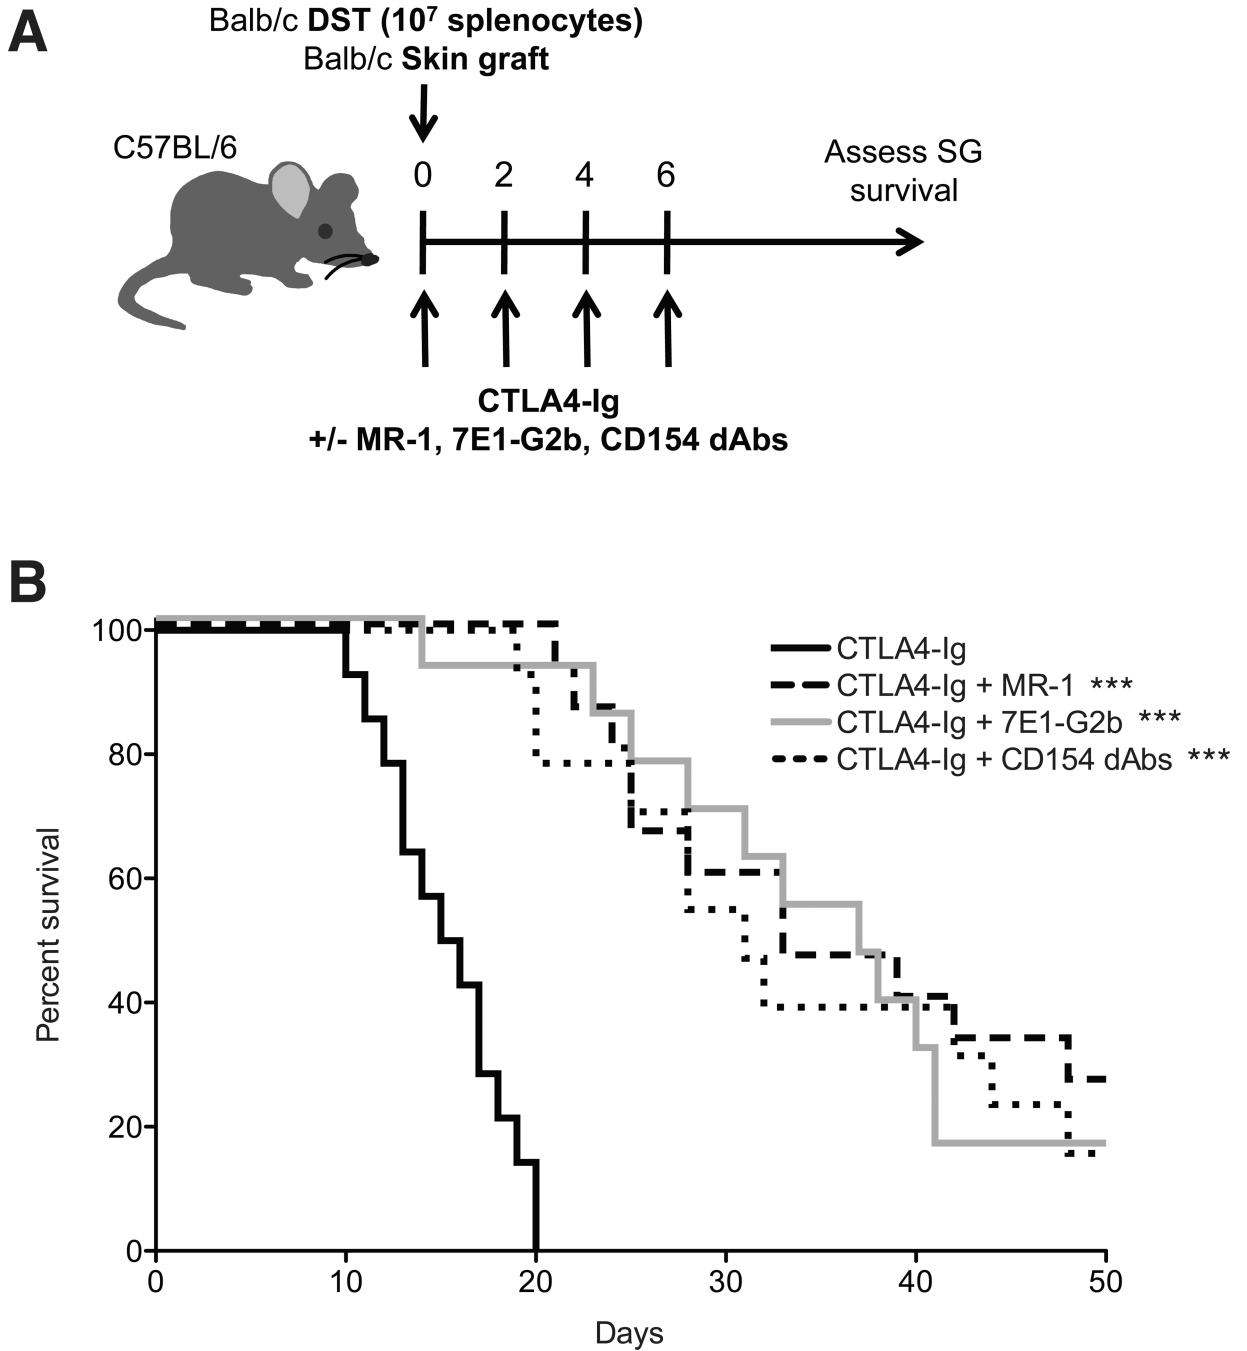 A
Balb/c DST (10⁷ splenocytes)
Balb/c Skin graft
C57BL/6
0 2 4 6
Assess SG
survival
CTLA4-Ig
+/- MR-1, 7E1-G2b, CD154 dAbs
B
100
80
60
40
20
0
Percent survival
CTLA4-Ig
CTLA4-Ig + MR-1 ***
CTLA4-Ig + 7E1-G2b ***
CTLA4-Ig + CD154 dAbs ***
0 10 20 30 40 50
Days